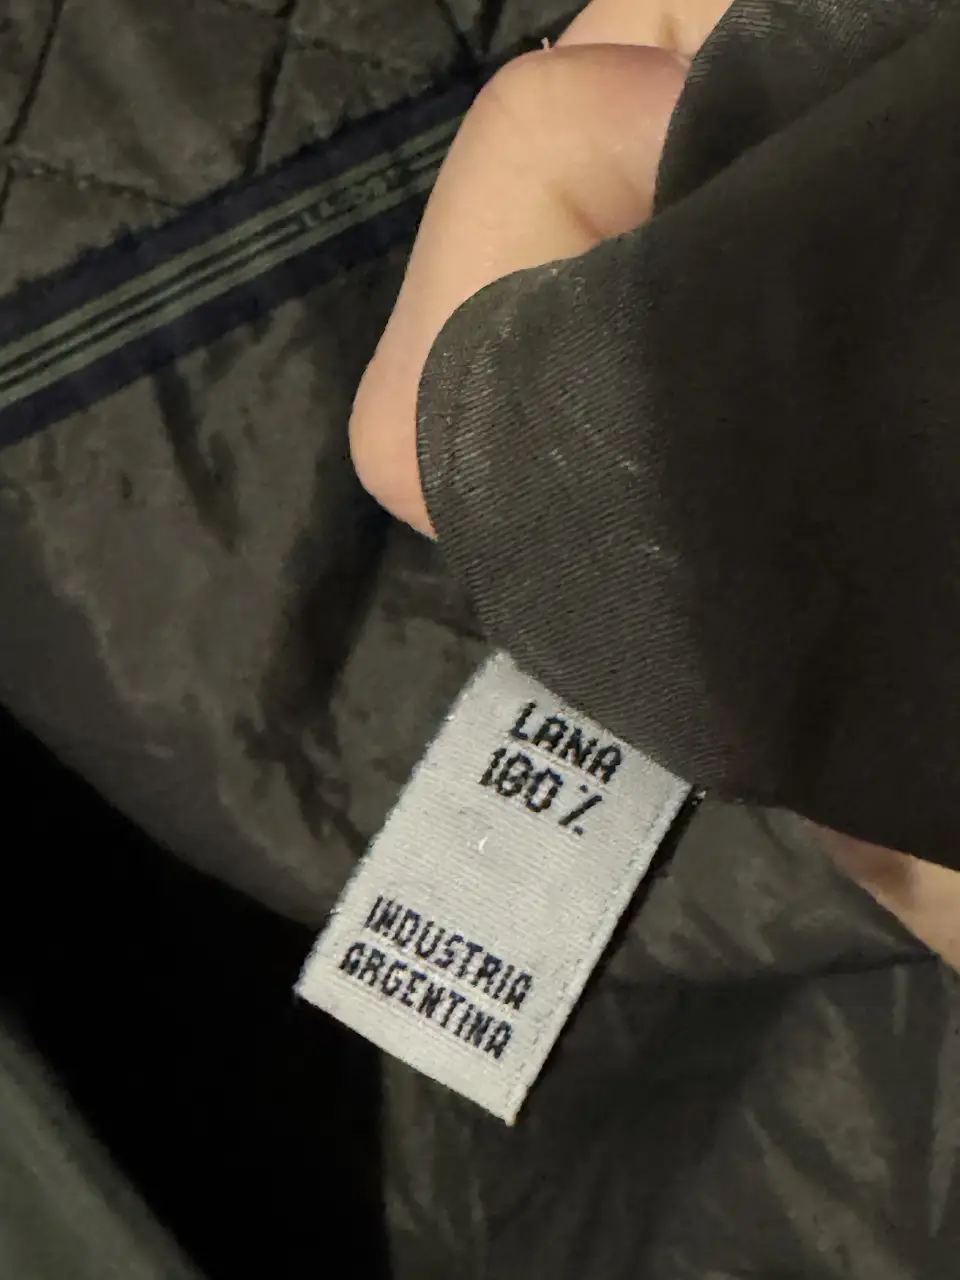 LANA
100%
INDUSTRIA
ARGENTINA